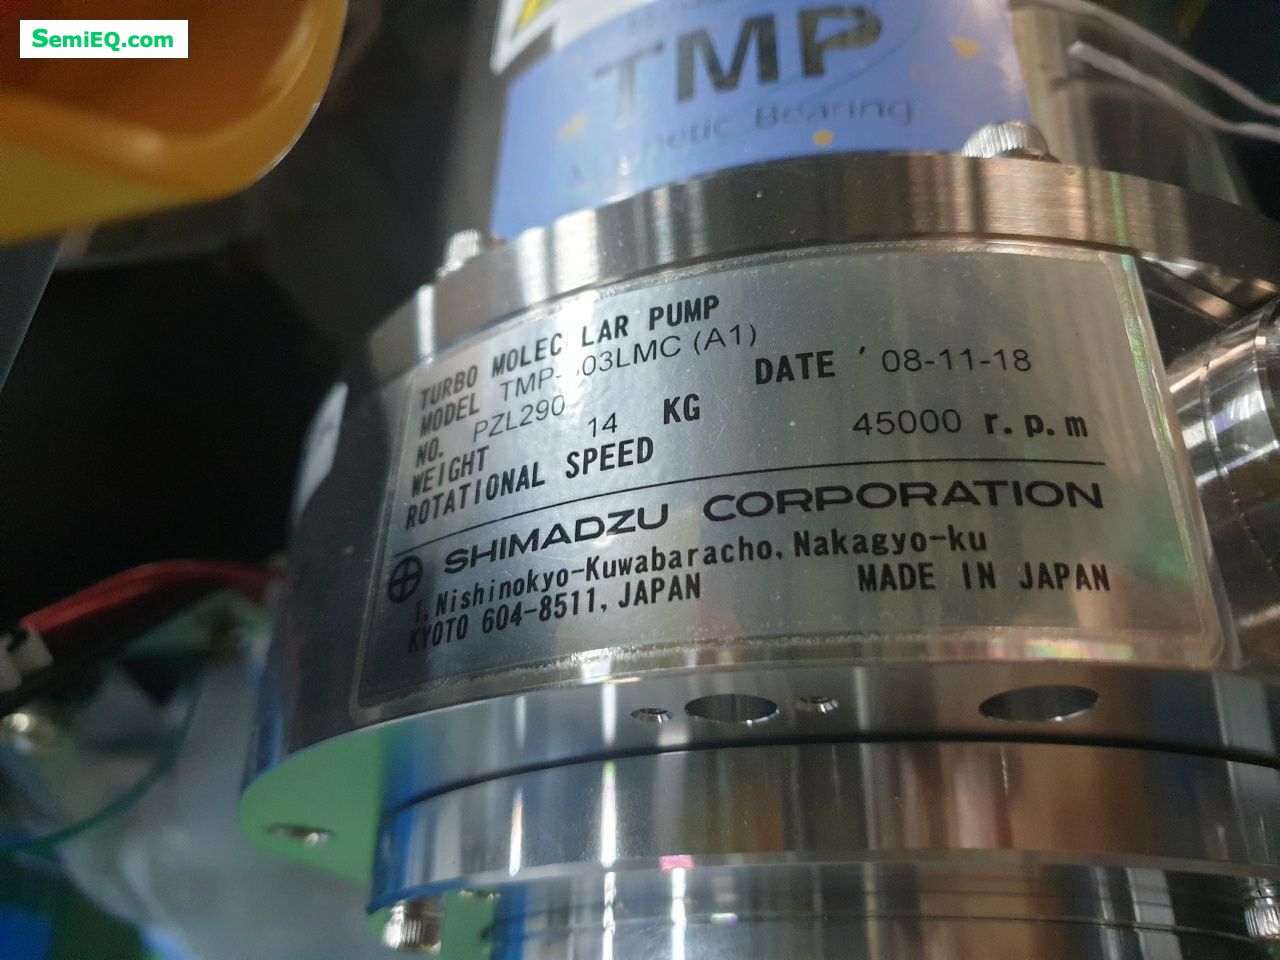 SemiEQ.com
TMP
Bearing
TURBO MOLEC LAR PUMP
MODEL TMP- 03LMC (A1)
NO. PZL290 DATE ' 08-11-18
WEIGHT 14 KG
ROTATIONAL SPEED 45000 r.p.m
SHIMADZU CORPORATION
1, Nishinokyo-Kuwabaracho, Nakagyo-ku
KYOTO 604-8511, JAPAN MADE IN JAPAN